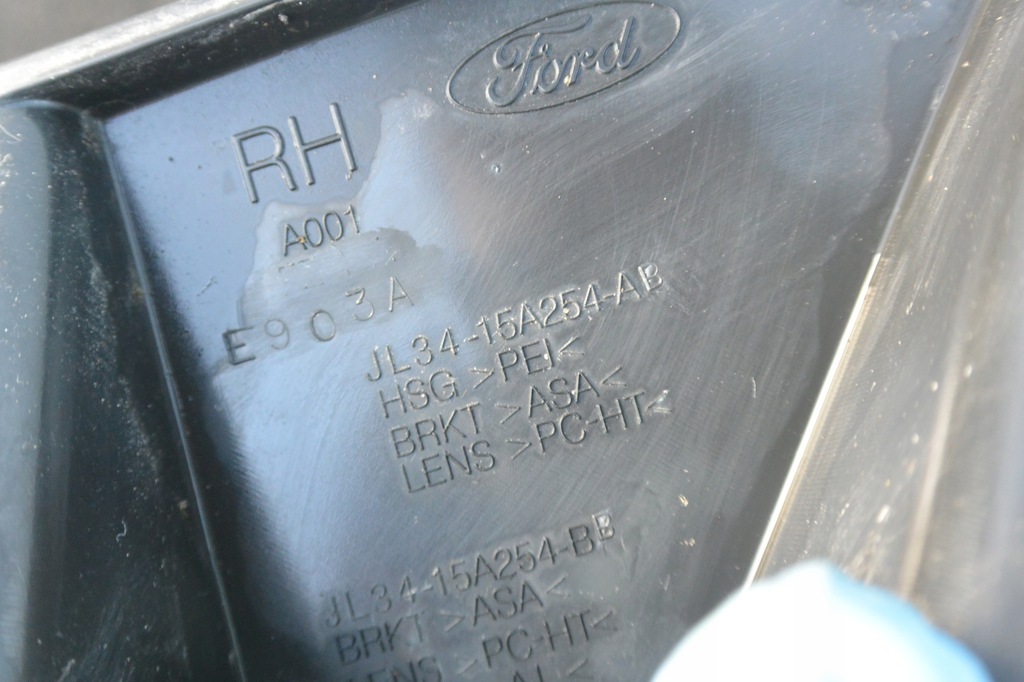 Ford
RH
A001
E903A
JL34-15A254-AB
HSG >PEI<
BRKT >ASA<
LENS >PC-HT<
JL34-15A254-BB
BRKT >ASA<
LENS >PC-HT<